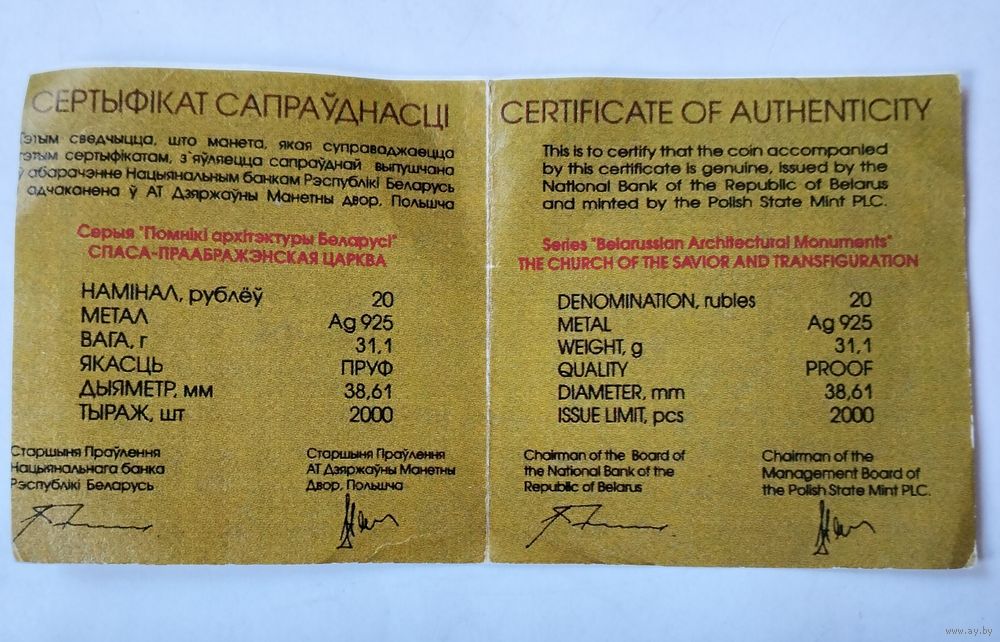 СЕРТЫФІКАТ САПРАЎДНАСЦІ
Гэтым сведчыцца, што манета, якая суправаджаецца
гэтым сертыфікатам, з'яўляецца сапраўднай выпушчана
ў абарачэнне Нацыянальным банкам Рэспублікі Беларусь
адчаканена ў АТ Дзяржаўны Манетны двор, Польшча
Серыя "Помнікі архітэктуры Беларусі"
СПАСА-ПРААБРАЖЭНСКАЯ ЦАРКВА
НАМІНАЛ, рублёў 20
МЕТАЛ Ag 925
ВАГА, г 31,1
ЯКАСЦЬ ПРУФ
ДЫЯМЕТР, мм 38,61
ТЫРАЖ, шт 2000
Старшыня Праўлення
Нацыянальнага банка
Рэспублікі Беларусь
Старшыня Праўлення
АТ Дзяржаўны Манетны
Двор, Польшча
CERTIFICATE OF AUTHENTICITY
This is to certify that the coin accompanied
by this certificate is genuine, issued by the
National Bank of the Republic of Belarus
and minted by the Polish State Mint PLC.
Series "Belarussian Architectural Monuments"
THE CHURCH OF THE SAVIOR AND TRANSFIGURATION
DENOMINATION, rubles 20
METAL Ag 925
WEIGHT, g 31,1
QUALITY PROOF
DIAMETER, mm 38,61
ISSUE LIMIT, pcs 2000
Chairman of the Board of
the National Bank of the
Republic of Belarus
Chairman of the
Management Board of
the Polish State Mint PLC.
www.ay.by